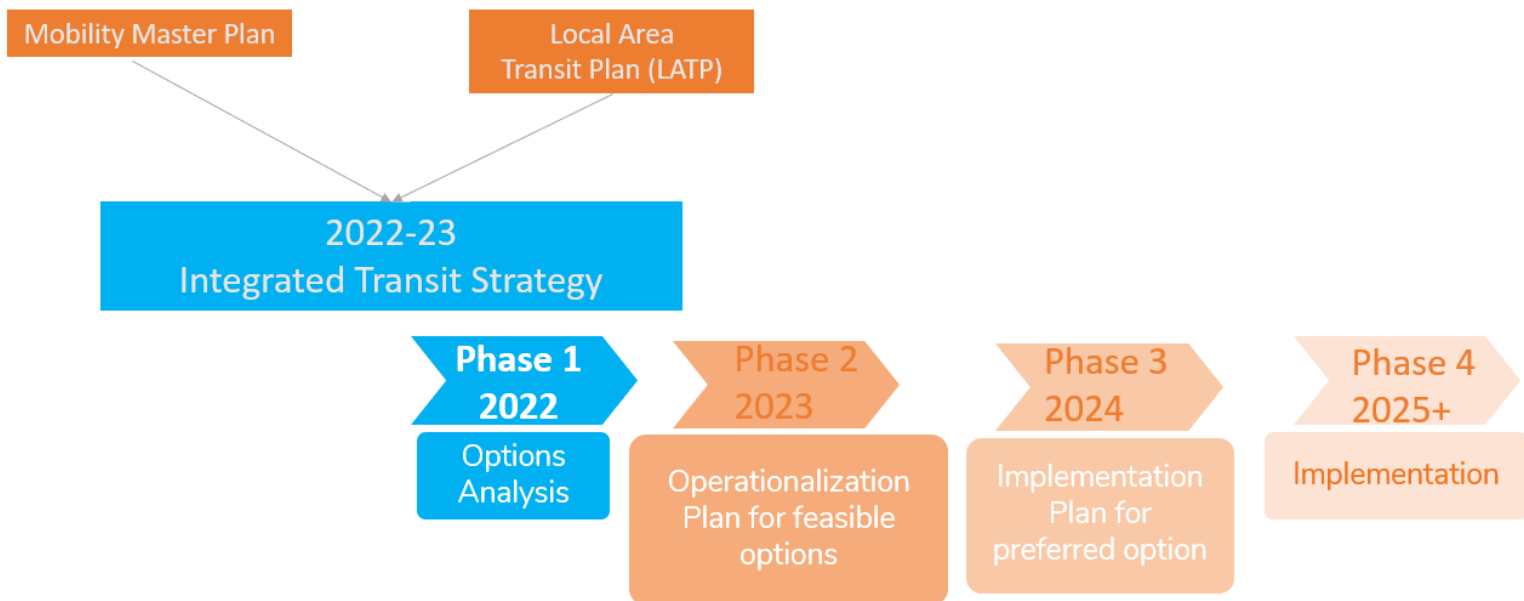 Mobility Master Plan
Local Area
Transit Plan (LATP)
2022-23
Integrated Transit Strategy
Phase 1
2022
Phase 2
2023
Phase 3
2024
Phase 4
2025+
Options
Analysis
Operationalization
Plan for feasible
options
Implementation
Plan for
preferred option
Implementation